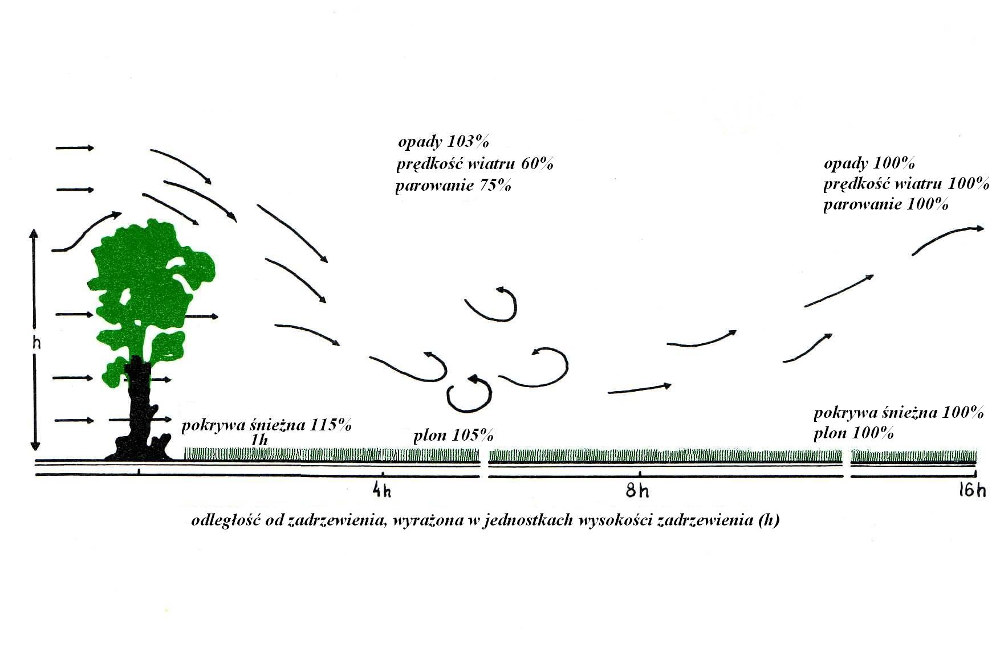 opady 103%
prędkość wiatru 60%
parowanie 75%
opady 100%
prędkość wiatru 100%
parowanie 100%
h
pokrywa śnieżna 115%
1h
plon 105%
pokrywa śnieżna 100%
plon 100%
4h
8h
16h
odległość od zadrzewienia, wyrażona w jednostkach wysokości zadrzewienia (h)